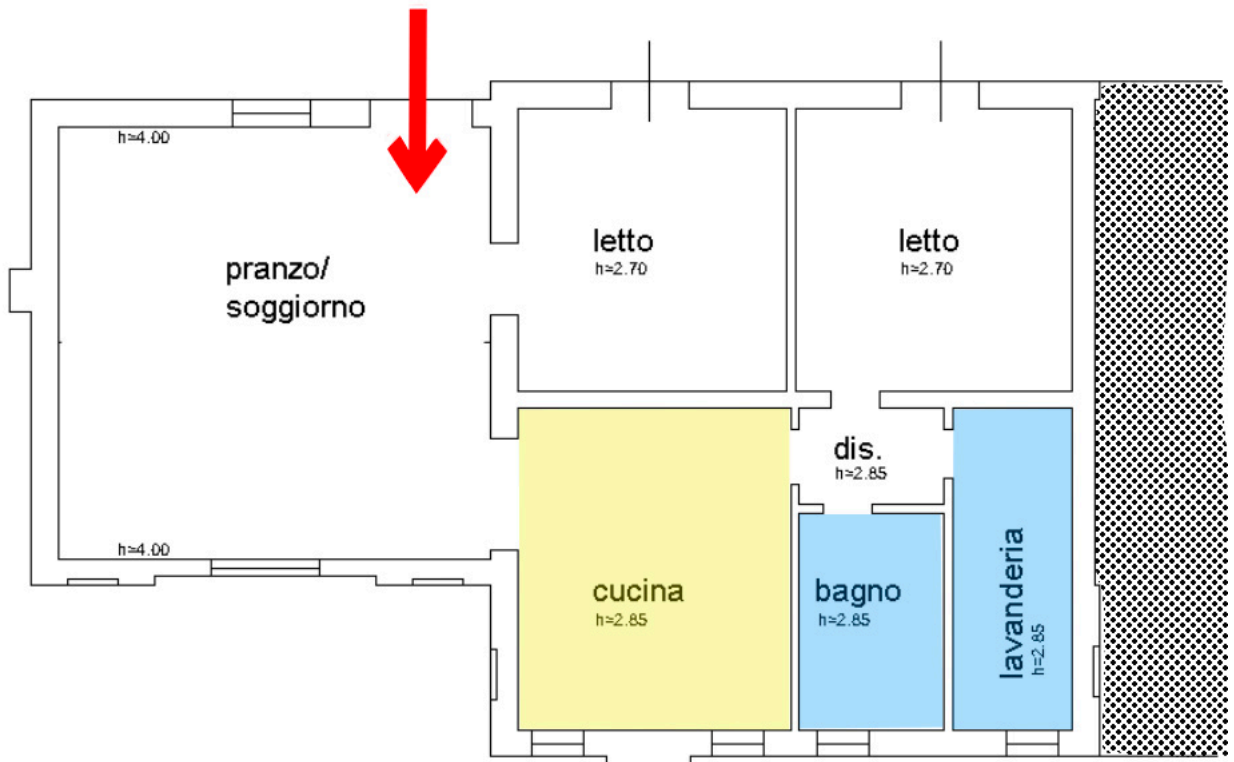 h≃4.00
pranzo/
soggiorno
h≃4.00
letto
h≃2.70
letto
h≃2.70
dis.
h≃2.85
cucina
h≃2.85
bagno
h≃2.85
lavanderia
h≃2.85